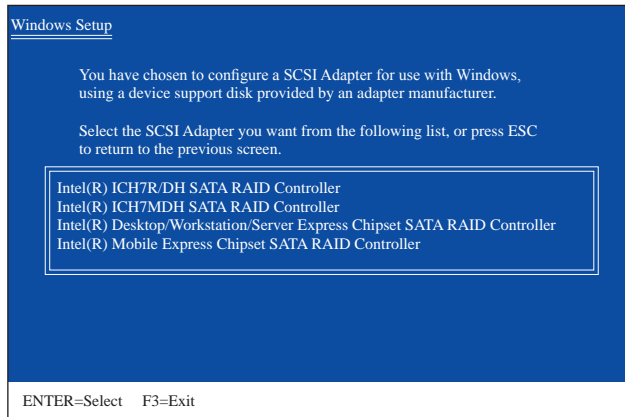 Windows Setup
You have chosen to configure a SCSI Adapter for use with Windows,
using a device support disk provided by an adapter manufacturer.
Select the SCSI Adapter you want from the following list, or press ESC
to return to the previous screen.
Intel(R) ICH7R/DH SATA RAID Controller
Intel(R) ICH7MDH SATA RAID Controller
Intel(R) Desktop/Workstation/Server Express Chipset SATA RAID Controller
Intel(R) Mobile Express Chipset SATA RAID Controller
ENTER=Select F3=Exit